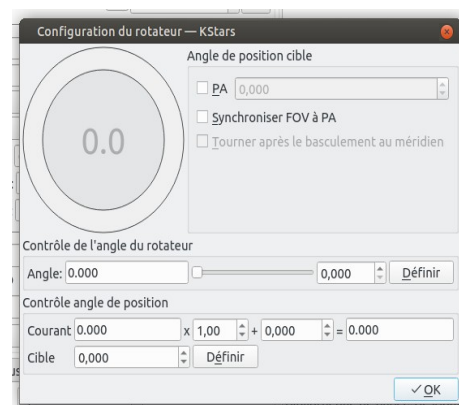 Configuration du rotateur — KStars
Angle de position cible
PA 0,000
Synchroniser FOV à PA
Tourner après le basculement au méridien
0.0
Contrôle de l'angle du rotateur
Angle: 0.000 0,000 Définir
Contrôle angle de position
Courant 0.000 x 1,00 + 0,000 = 0.000
Cible 0,000 Définir
OK